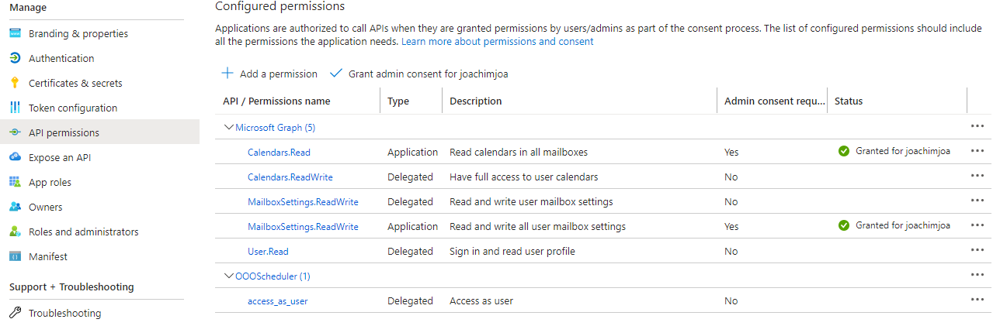 Manage
Branding & properties
Authentication
Certificates & secrets
Token configuration
API permissions
Expose an API
App roles
Owners
Roles and administrators
Manifest
Support + Troubleshooting
Troubleshooting
Configured permissions
Applications are authorized to call APIs when they are granted permissions by users/admins as part of the consent process. The list of configured permissions should include
all the permissions the application needs. Learn more about permissions and consent
Add a permission Grant admin consent for joachimjoa
API / Permissions name Type Description Admin consent requ... Status
Microsoft Graph (5)
Calendars.Read Application Read calendars in all mailboxes Yes Granted for joachimjoa
Calendars.ReadWrite Delegated Have full access to user calendars No
MailboxSettings.ReadWrite Delegated Read and write user mailbox settings No
MailboxSettings.ReadWrite Application Read and write all user mailbox settings Yes Granted for joachimjoa
User.Read Delegated Sign in and read user profile No
OOOScheduler (1)
access_as_user Delegated Access as user No